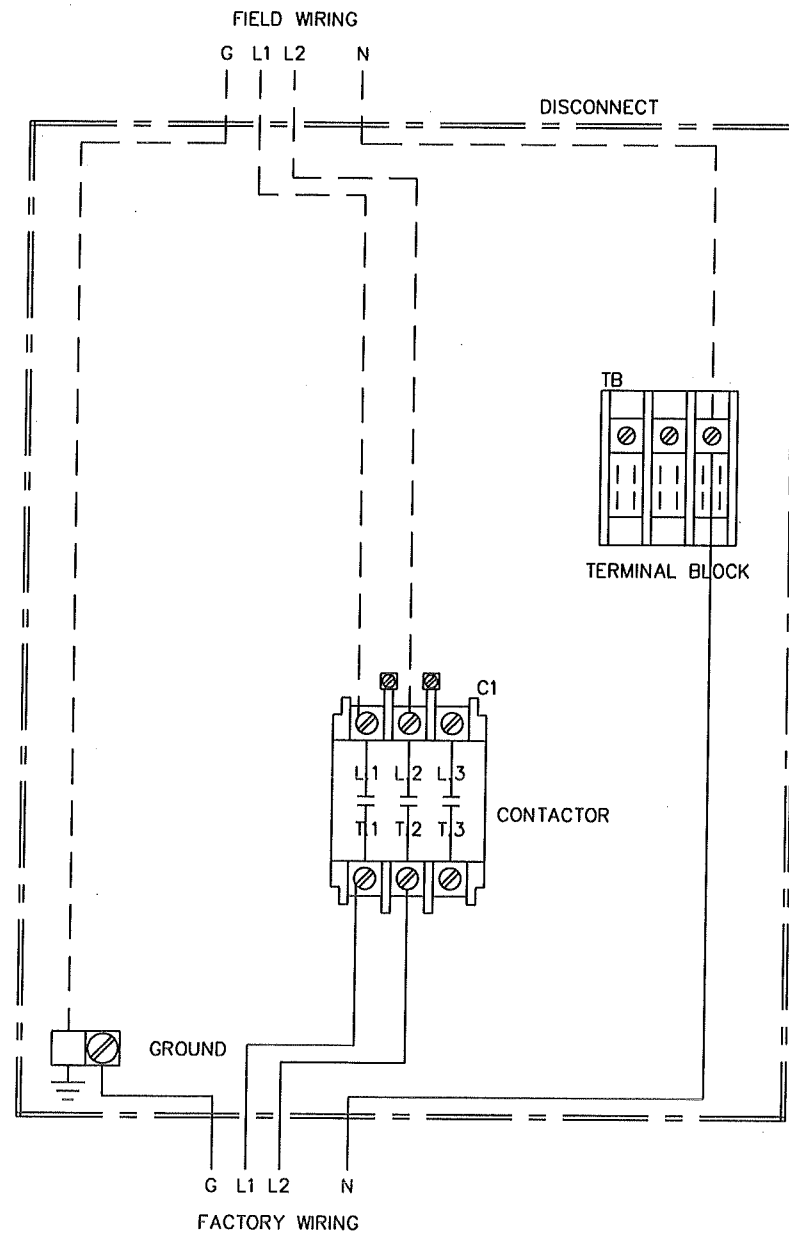 FIELD WIRING
G L1 L2 N
DISCONNECT
TB
TERMINAL BLOCK
C1
L1 L2 L3
CONTACTOR
T1 T2 T3
GROUND
G L1 L2 N
FACTORY WIRING